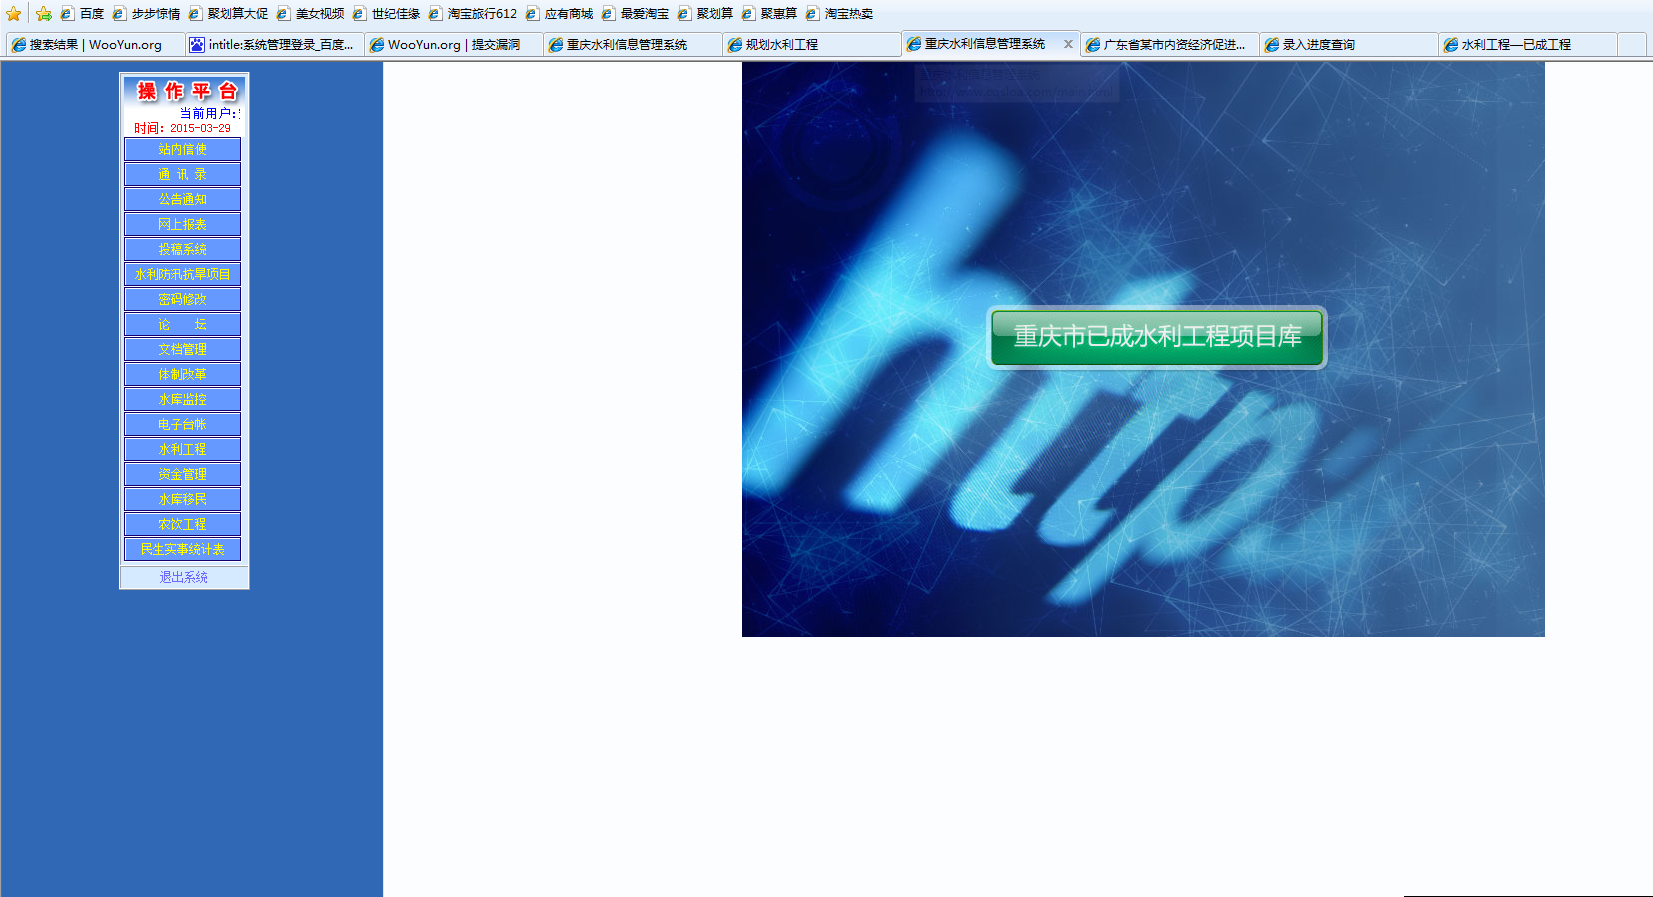 百度 步步惊情 聚划算大促 美女视频 世纪佳缘 淘宝旅行612 应有商城 最爱淘宝 聚划算 聚惠算 淘宝热卖
搜索结果 | WooYun.org intitle:系统管理登录_百度... WooYun.org | 提交漏洞 重庆水利信息管理系统 规划水利工程 重庆水利信息管理系统 广东省某市内资经济促进... 录入进度查询 水利工程—已成工程
重庆水利信息管理系统
操作平台
当前用户:
时间：2015-03-29
站内信使
通 讯 录
公告通知
网上报表
投稿系统
水利防汛抗旱项目
密码修改
论 坛
文档管理
体制改革
水库监控
电子台帐
水利工程
资金管理
水库移民
农饮工程
民生实事统计表
退出系统
http
重庆市已成水利工程项目库